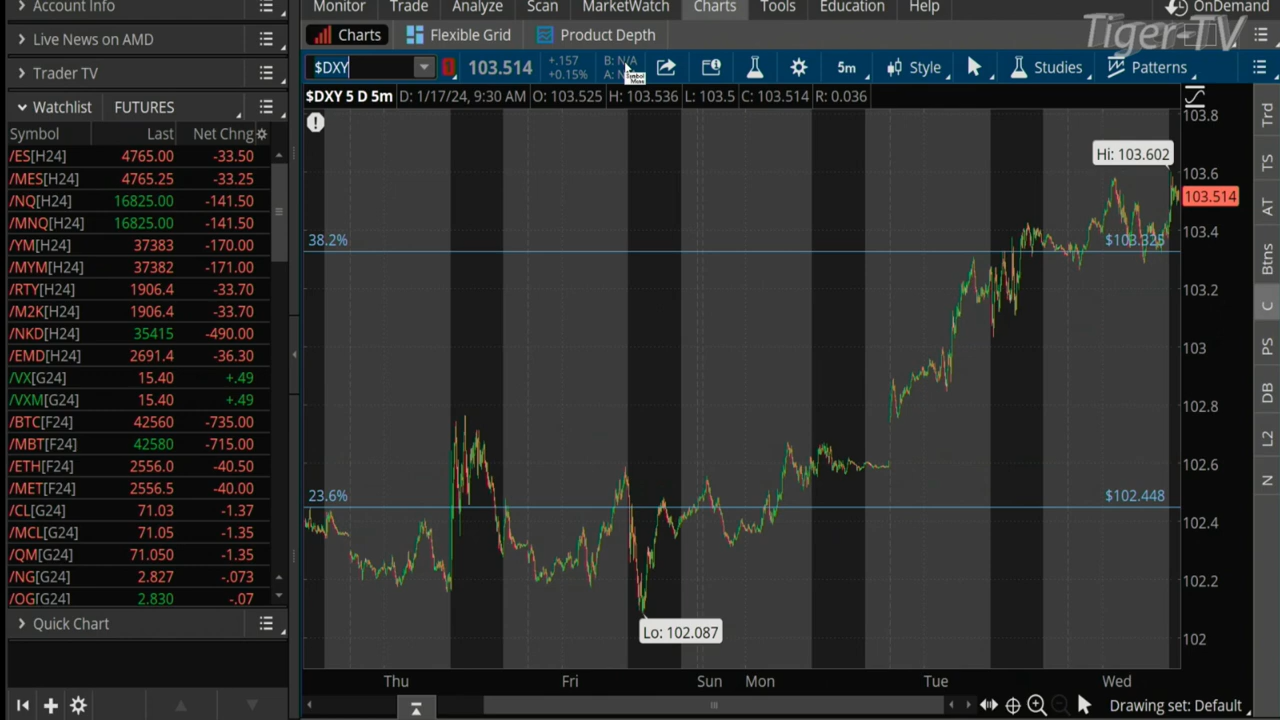 Account Info
Live News on AMD
Trader TV
Watchlist FUTURES
Symbol Last Net Chng
/ES[H24] 4765.00 -33.50
/MES[H24] 4765.25 -33.25
/NQ[H24] 16825.00 -141.50
/MNQ[H24] 16825.00 -141.50
/YM[H24] 37383 -170.00
/MYM[H24] 37382 -171.00
/RTY[H24] 1906.4 -33.70
/M2K[H24] 1906.4 -33.70
/NKD[H24] 35415 -490.00
/EMD[H24] 2691.4 -36.30
/VX[G24] 15.40 +.49
/VXM[G24] 15.40 +.49
/BTC[F24] 42560 -735.00
/MBT[F24] 42580 -715.00
/ETH[F24] 2556.0 -40.50
/MET[F24] 2556.5 -40.00
/CL[G24] 71.03 -1.37
/MCL[G24] 71.05 -1.35
/QM[G24] 71.050 -1.35
/NG[G24] 2.827 -.073
/QG[G24] 2.830 -.07
Quick Chart
Monitor Trade Analyze Scan MarketWatch Charts Tools Education Help OnDemand
Tiger-TV
Charts Flexible Grid Product Depth
$DXY 103.514 +.157 B: N/A 5m Style Studies Patterns
+0.15% A: N
$DXY 5 D 5m D: 1/17/24, 9:30 AM O: 103.525 H: 103.536 L: 103.5 C: 103.514 R: 0.036
103.8
Hi: 103.602
103.6
103.514
103.4
38.2% $103.325
103.2
103
102.8
102.6
23.6% $102.448
102.4
102.2
Lo: 102.087
102
Thu Fri Sun Mon Tue Wed
Drawing set: Default
Trd
TS
AT
Btns
C
PS
DB
L2
N